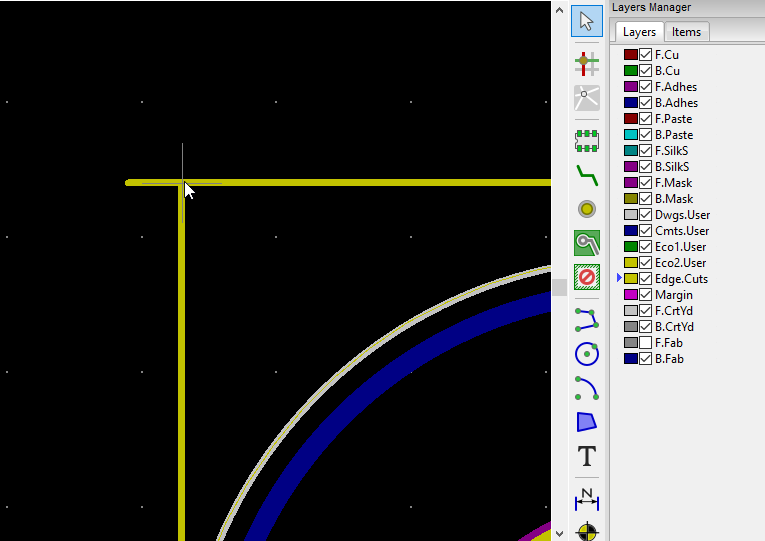 Layers Manager
Layers Items
F.Cu
B.Cu
F.Adhes
B.Adhes
F.Paste
B.Paste
F.SilkS
B.SilkS
F.Mask
B.Mask
Dwgs.User
Cmts.User
Eco1.User
Eco2.User
Edge.Cuts
Margin
F.CrtYd
B.CrtYd
F.Fab
B.Fab
T
N